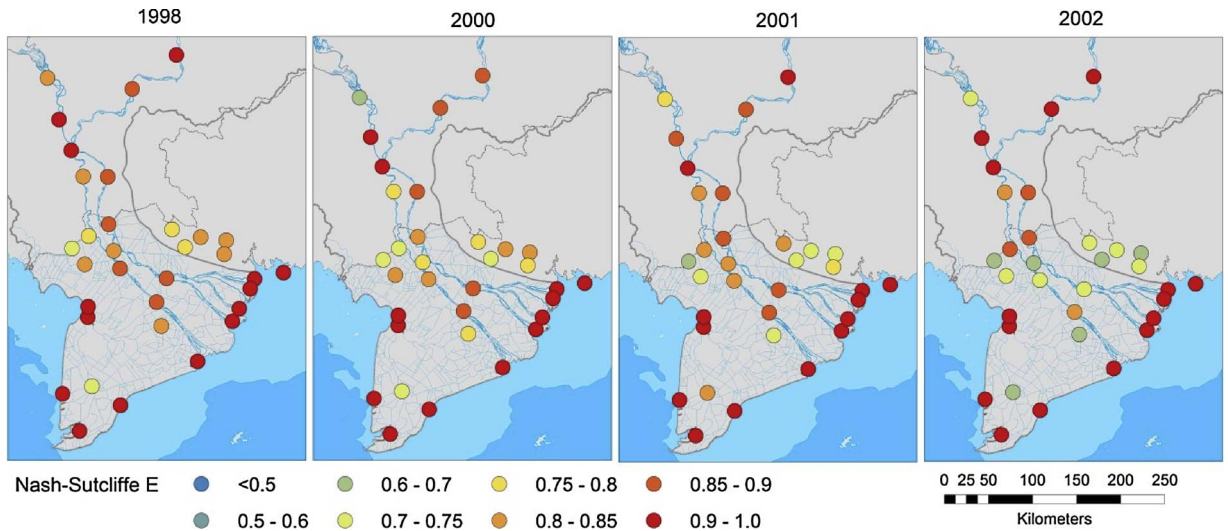 1998 2000 2001 2002
Nash-Sutcliffe E <0.5 0.6 - 0.7 0.75 - 0.8 0.85 - 0.9
0.5 - 0.6 0.7 - 0.75 0.8 - 0.85 0.9 - 1.0
0 25 50 100 150 200 250
Kilometers